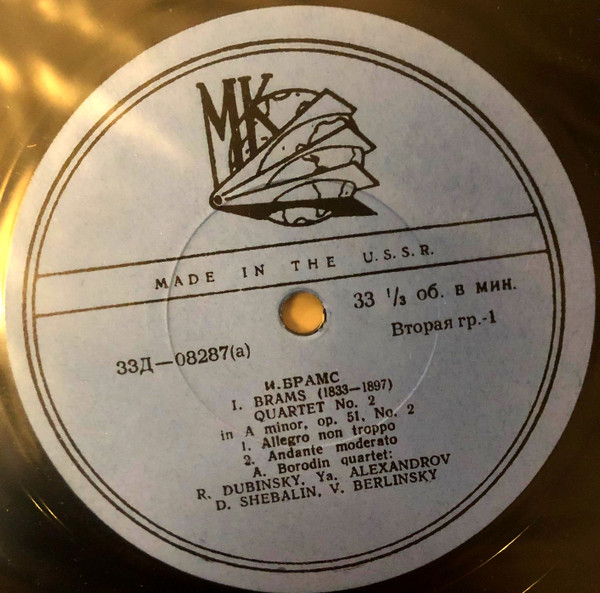 МК
MADE IN THE U.S.S.R.
33 1/3 об. в мин.
Вторая гр.-1
33Д—08287(а)
И.БРАМС
I. BRAMS (1833—1897)
QUARTET No. 2
in A minor, op. 51, No. 2
1. Allegro non troppo
2. Andante moderato
A. Borodin quartet:
R. DUBINSKY, Ya. ALEXANDROV
D. SHEBALIN, V. BERLINSKY